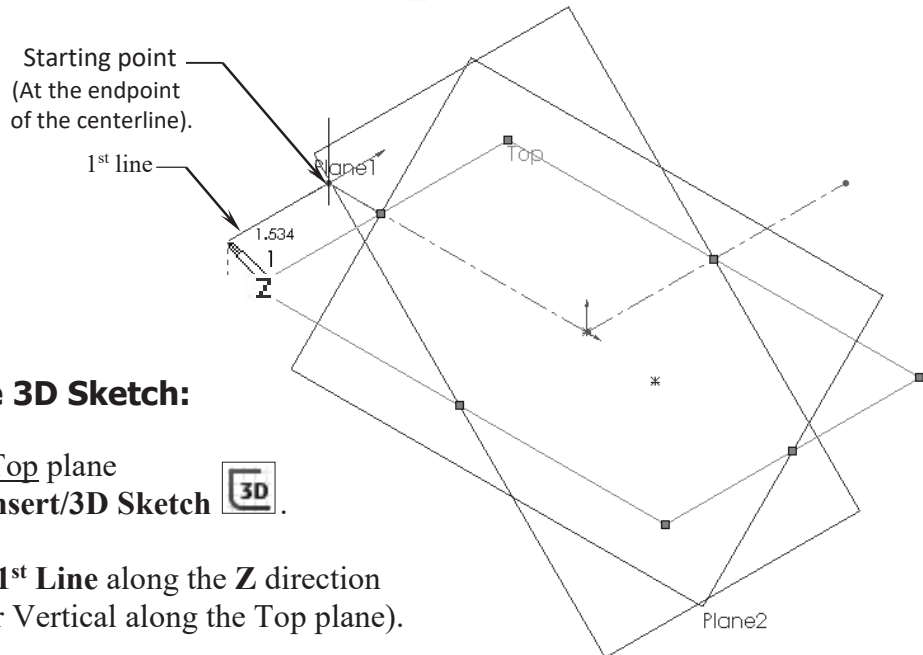 Starting point
(At the endpoint
of the centerline).
1st line
Plane1
Top
1.534
Z
e 3D Sketch:
Top plane
nsert/3D Sketch 3D.
1st Line along the Z direction
r Vertical along the Top plane).
Plane2